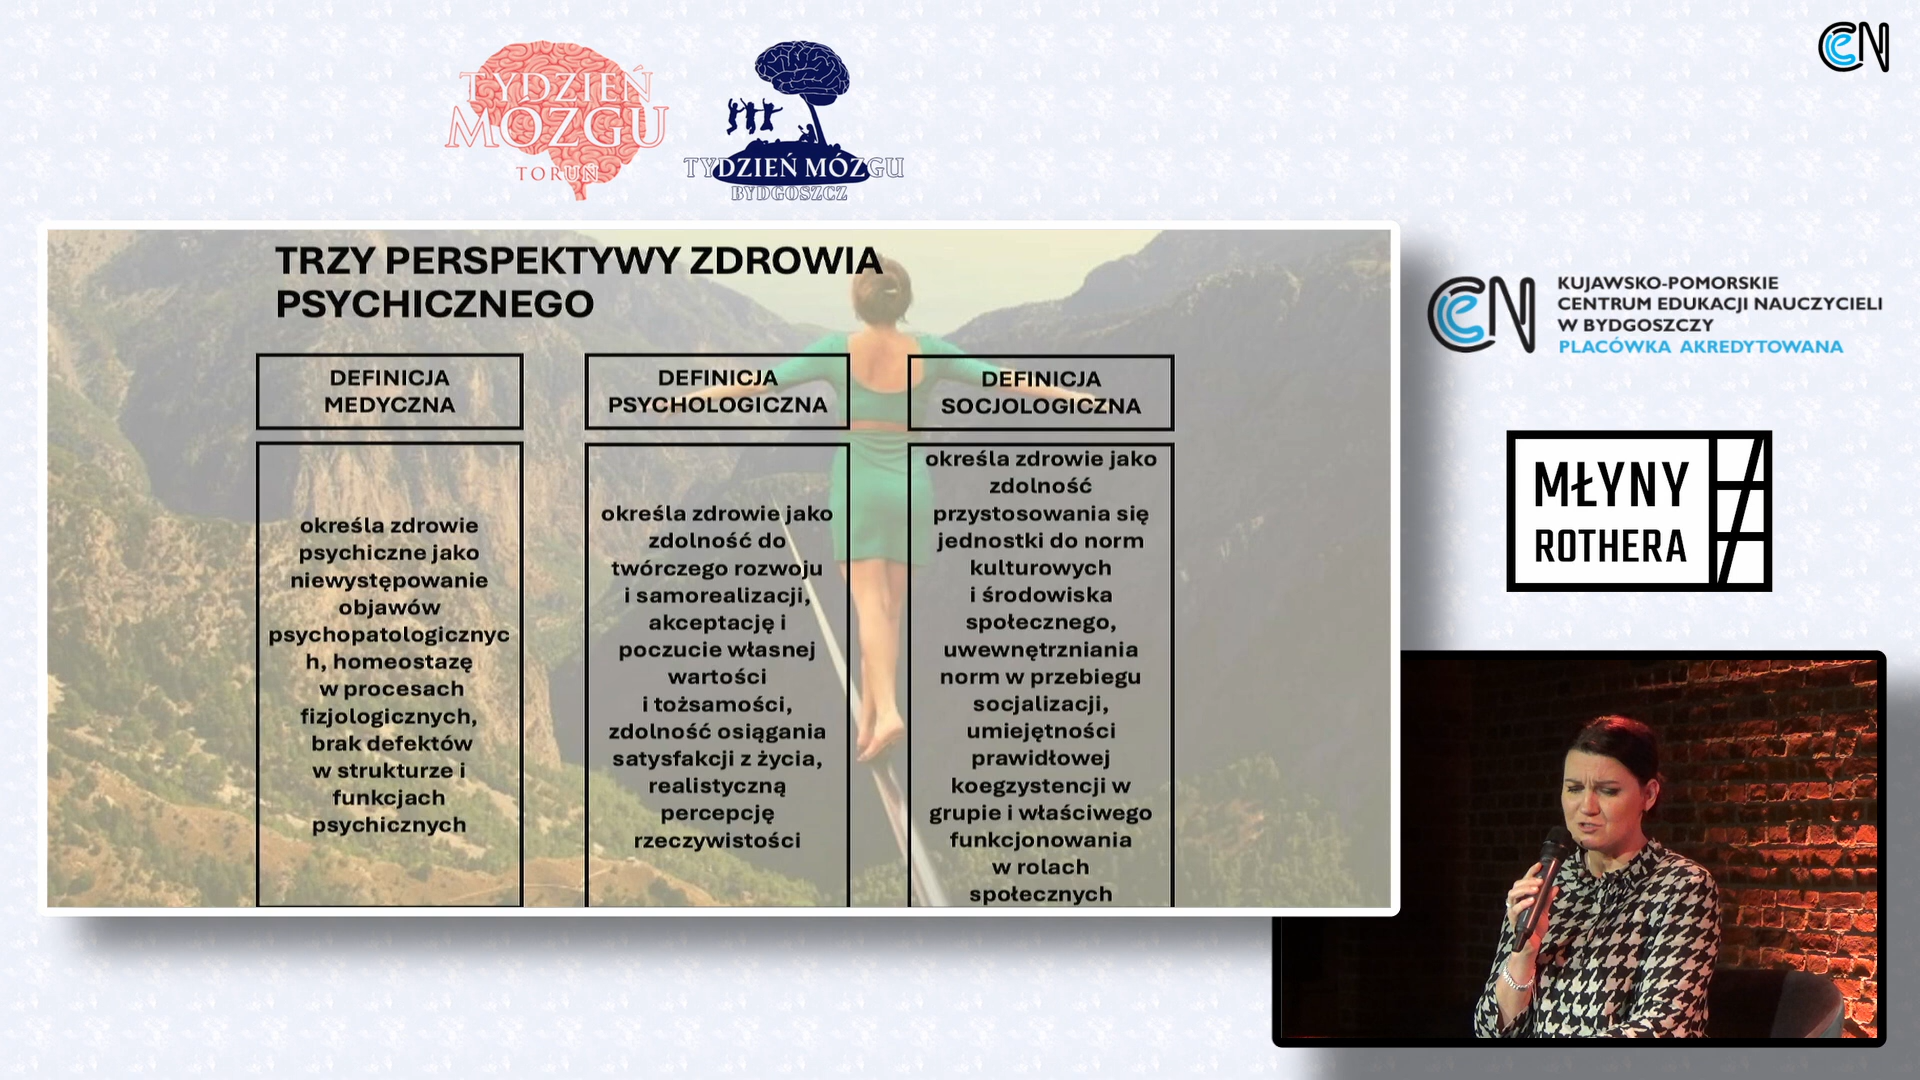 CEN
TYDZIEŃ
MÓZGU
TORUŃ
TYDZIEŃ MÓZGU
BYDGOSZCZ
TRZY PERSPEKTYWY ZDROWIA
PSYCHICZNEGO
DEFINICJA
MEDYCZNA
określa zdrowie
psychiczne jako
niewystępowanie
objawów
psychopatologicznyc
h, homeostazę
w procesach
fizjologicznych,
brak defektów
w strukturze i
funkcjach
psychicznych
DEFINICJA
PSYCHOLOGICZNA
określa zdrowie jako
zdolność do
twórczego rozwoju
i samorealizacji,
akceptację i
poczucie własnej
wartości
i tożsamości,
zdolność osiągania
satysfakcji z życia,
realistyczną
percepcję
rzeczywistości
DEFINICJA
SOCJOLOGICZNA
określa zdrowie jako
zdolność
przystosowania się
jednostki do norm
kulturowych
i środowiska
społecznego,
uwewnętrzniania
norm w przebiegu
socjalizacji,
umiejętności
prawidłowej
koegzystencji w
grupie i właściwego
funkcjonowania
w rolach
społecznych
CEN
KUJAWSKO-POMORSKIE
CENTRUM EDUKACJI NAUCZYCIELI
W BYDGOSZCZY
PLACÓWKA AKREDYTOWANA
MŁYNY
ROTHERA